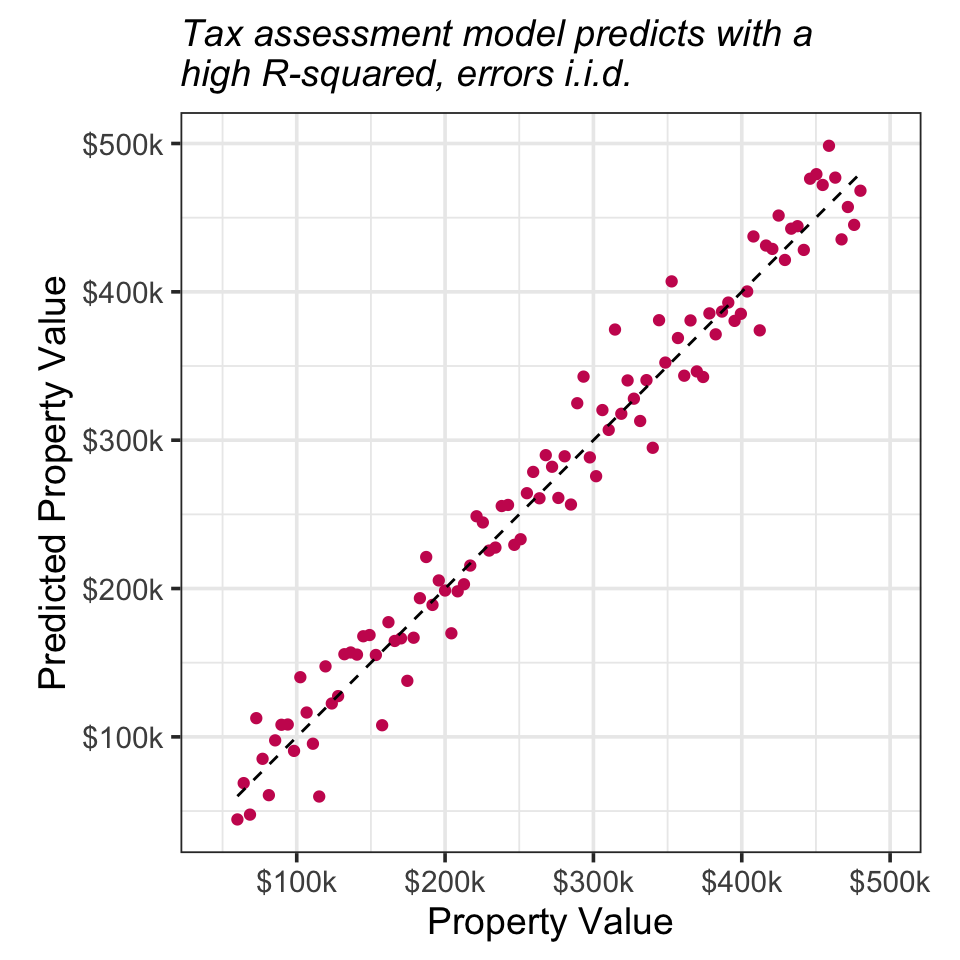 Tax assessment model predicts with a
high R-squared, errors i.i.d.
Predicted Property Value
$500k
$400k
$300k
$200k
$100k
$100k
$200k
$300k
$400k
$500k
Property Value